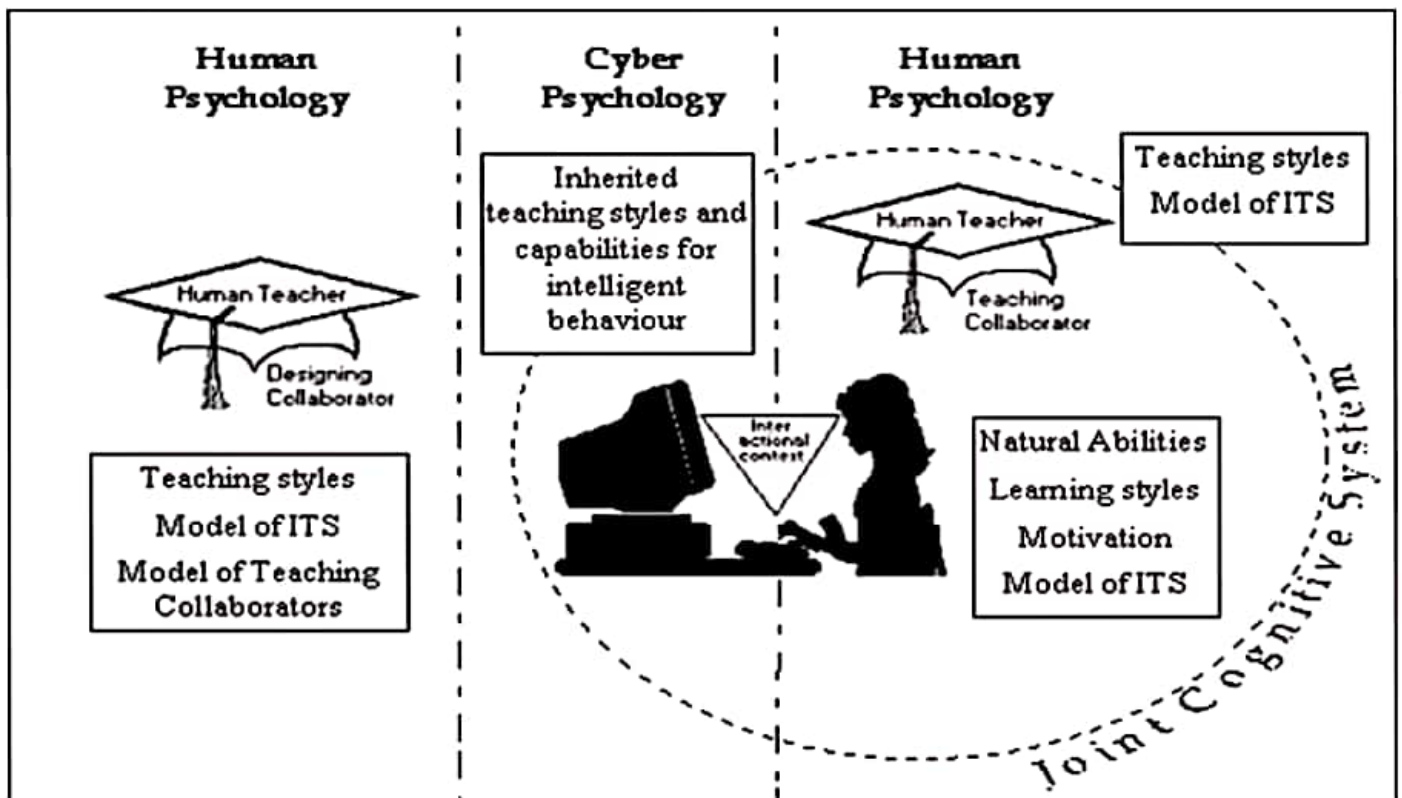 Human
Psychology
Cyber
Psychology
Human
Psychology
Human Teacher
Designing
Collaborator
Teaching styles
Model of ITS
Model of Teaching
Collaborators
Inherited
teaching styles and
capabilities for
intelligent
behaviour
Inter
actional
context
Human Teacher
Teaching
Collaborator
Teaching styles
Model of ITS
Natural Abilities
Learning styles
Motivation
Model of ITS
Joint Cognitive System